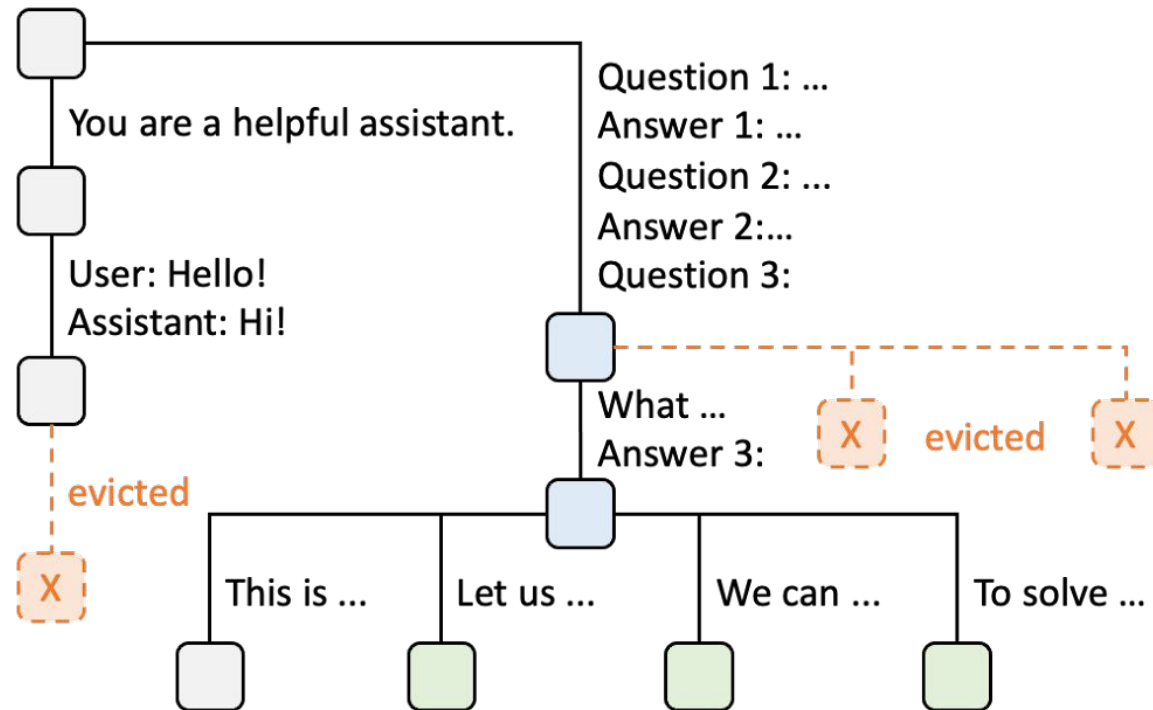 You are a helpful assistant.
User: Hello!
Assistant: Hi!
evicted
X
Question 1: ...
Answer 1: ...
Question 2: ...
Answer 2:...
Question 3:
What ...
Answer 3:
X
evicted
X
This is ...
Let us ...
We can ...
To solve ...